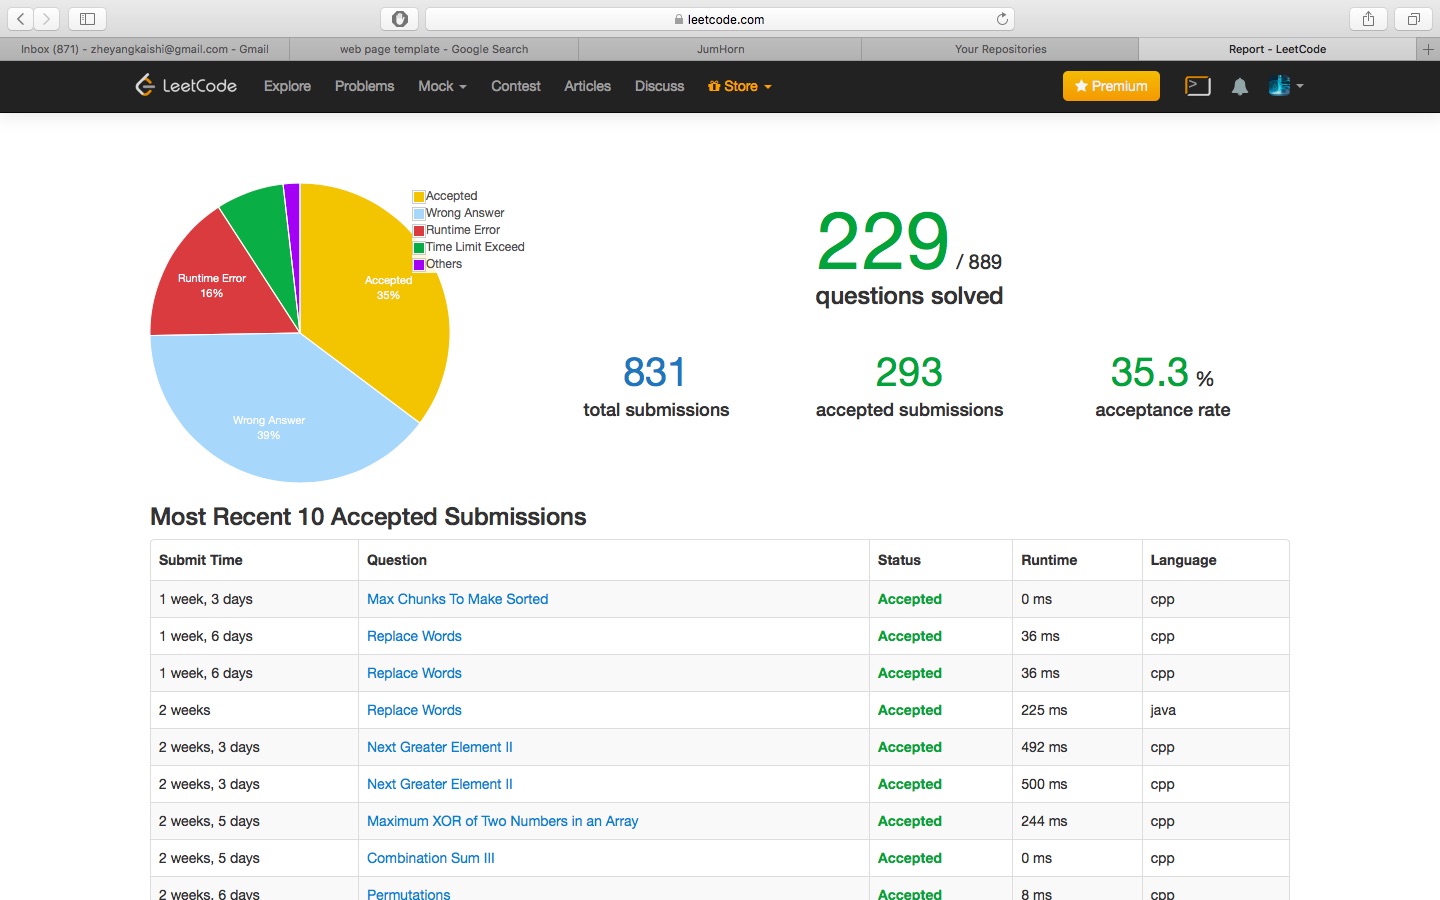 leetcode.com
Inbox (871) - zheyangkaishi@gmail.com - Gmail
web page template - Google Search
JumHorn
Your Repositories
Report - LeetCode
LeetCode
Explore
Problems
Mock
Contest
Articles
Discuss
Store
Premium
Accepted
Wrong Answer
Runtime Error
Time Limit Exceed
Others
Runtime Error
16%
Accepted
35%
Wrong Answer
39%
229 / 889
questions solved
831
total submissions
293
accepted submissions
35.3 %
acceptance rate
Most Recent 10 Accepted Submissions
Submit Time Question Status Runtime Language
1 week, 3 days Max Chunks To Make Sorted Accepted 0 ms cpp
1 week, 6 days Replace Words Accepted 36 ms cpp
1 week, 6 days Replace Words Accepted 36 ms cpp
2 weeks Replace Words Accepted 225 ms java
2 weeks, 3 days Next Greater Element II Accepted 492 ms cpp
2 weeks, 3 days Next Greater Element II Accepted 500 ms cpp
2 weeks, 5 days Maximum XOR of Two Numbers in an Array Accepted 244 ms cpp
2 weeks, 5 days Combination Sum III Accepted 0 ms cpp
2 weeks, 6 days Permutations Accepted 8 ms cpp